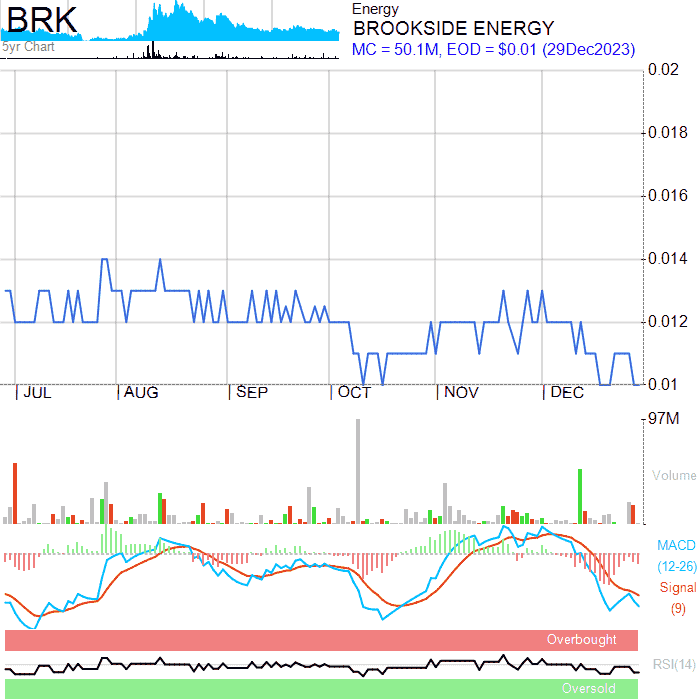 BRK
5yr Chart
Energy
BROOKSIDE ENERGY
MC = 50.1M, EOD = $0.01 (29Dec2023)
0.02
0.018
0.016
0.014
0.012
0.01
JUL AUG SEP OCT NOV DEC
97M
Volume
MACD
(12-26)
Signal
(9)
Overbought
RSI(14)
Oversold